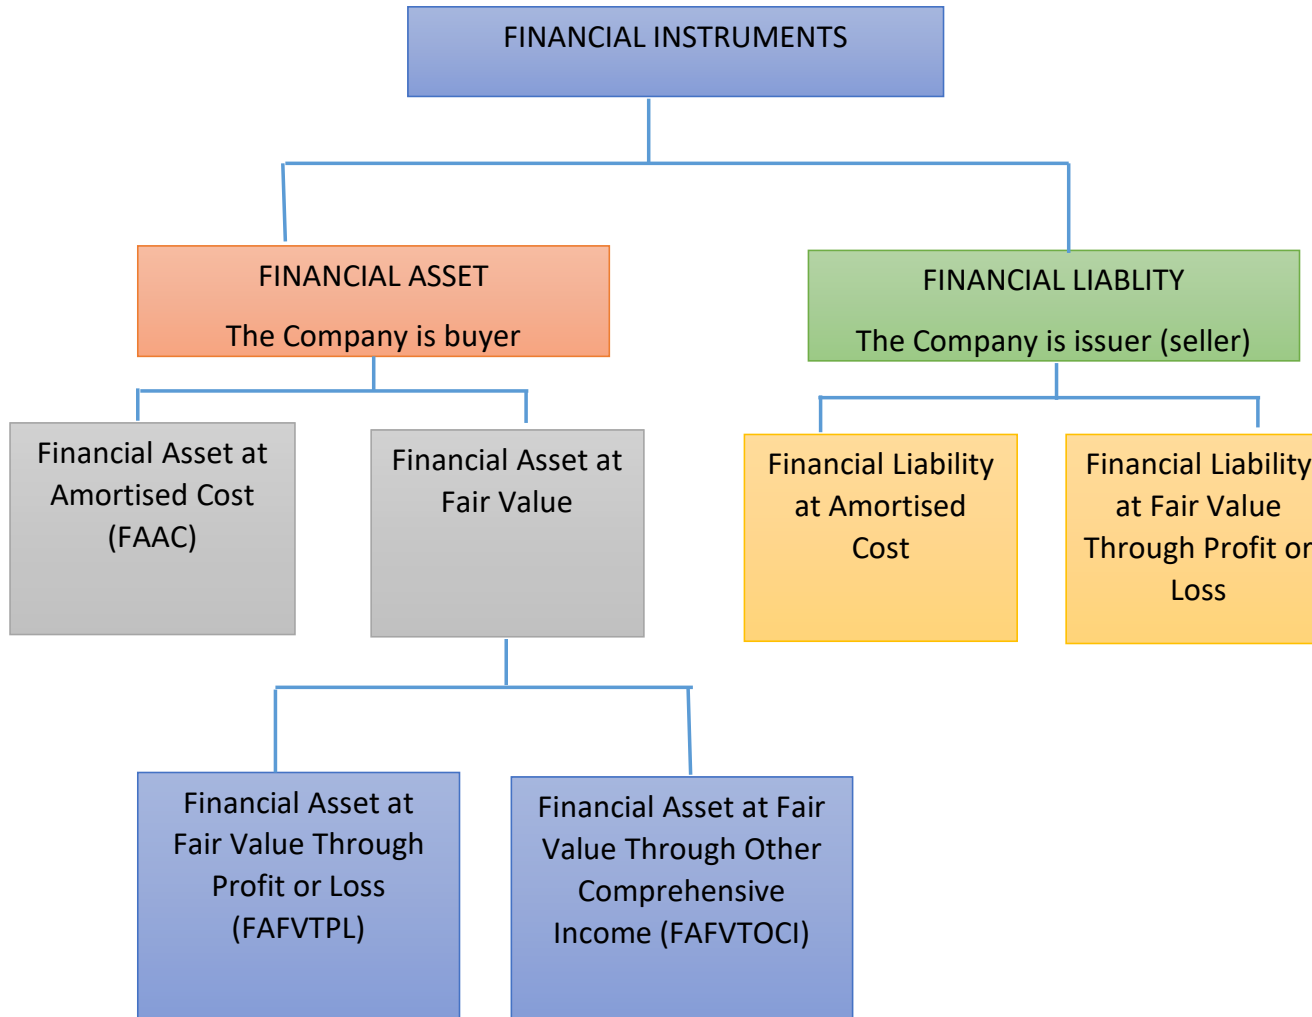 FINANCIAL INSTRUMENTS
FINANCIAL ASSET
The Company is buyer
FINANCIAL LIABLITY
The Company is issuer (seller)
Financial Asset at
Amortised Cost
(FAAC)
Financial Asset at
Fair Value
Financial Liability
at Amortised
Cost
Financial Liability
at Fair Value
Through Profit or
Loss
Financial Asset at
Fair Value Through
Profit or Loss
(FAFVTPL)
Financial Asset at Fair
Value Through Other
Comprehensive
Income (FAFVTOCI)